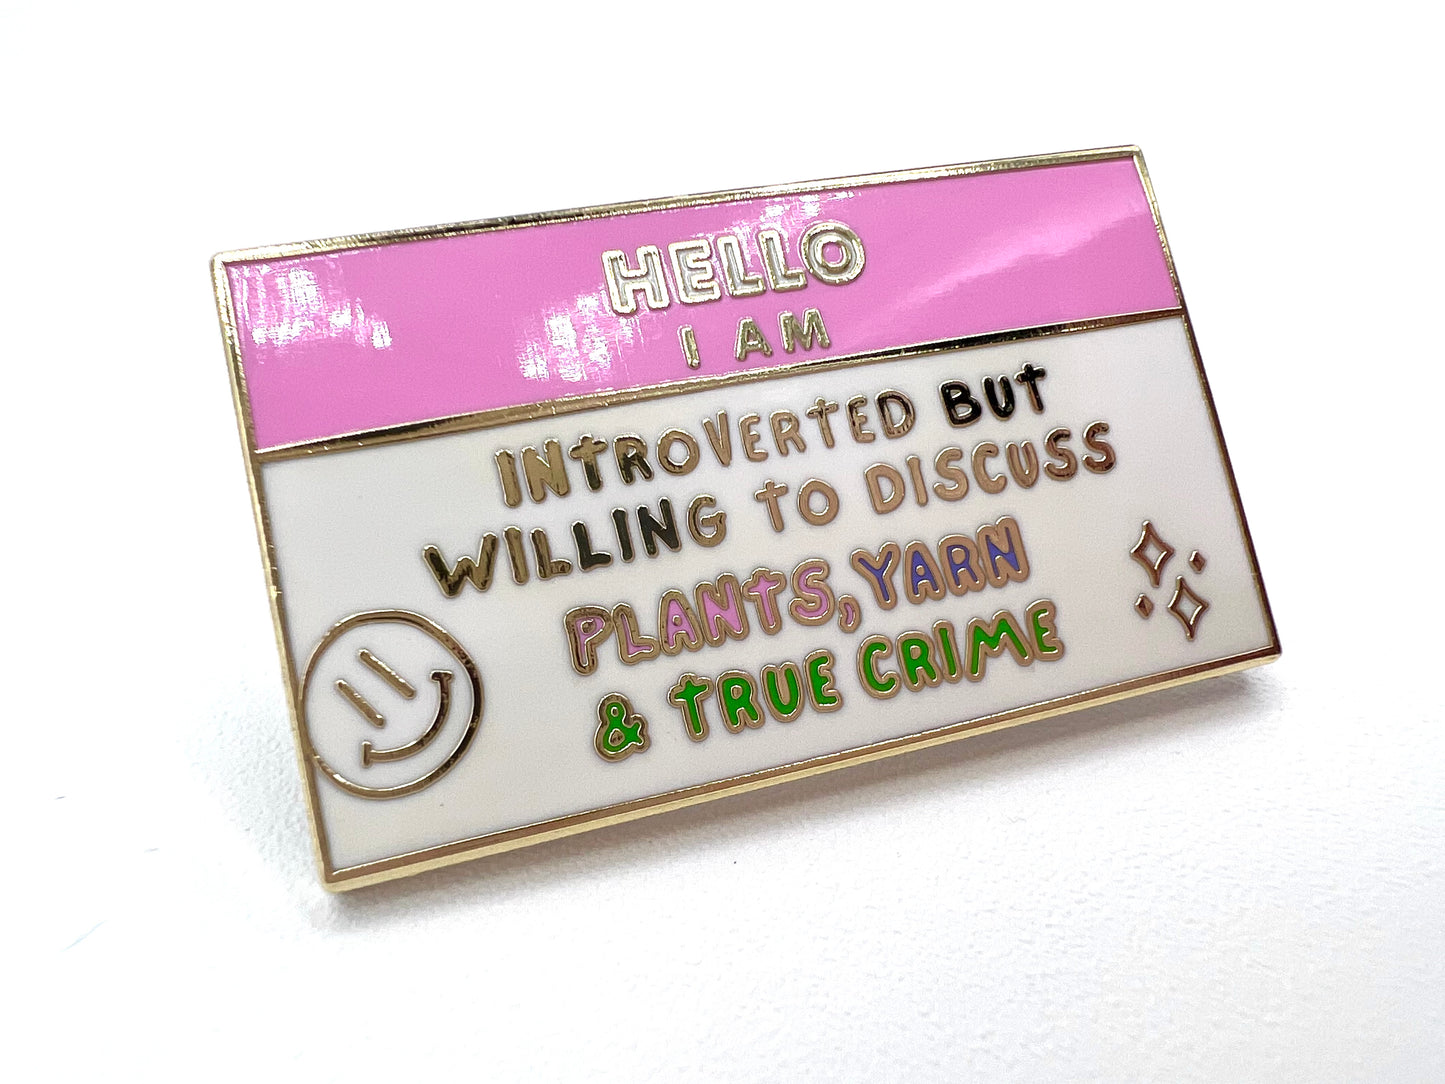 HELLO
I AM
INTROVERTED BUT
WILLING TO DISCUSS
PLANTS, YARN
& TRUE CRIME